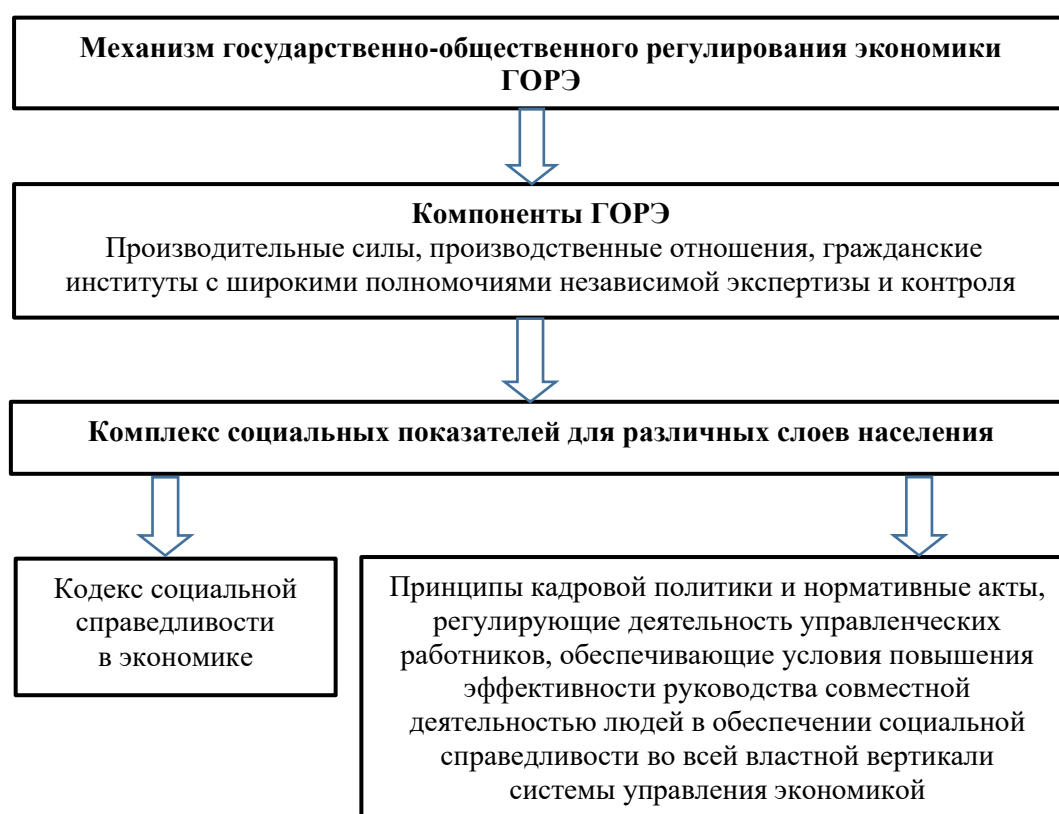 Механизм государственно-общественного регулирования экономики
ГОРЭ
Компоненты ГОРЭ
Производительные силы, производственные отношения, гражданские
институты с широкими полномочиями независимой экспертизы и контроля
Комплекс социальных показателей для различных слоев населения
Кодекс социальной
справедливости
в экономике
Принципы кадровой политики и нормативные акты,
регулирующие деятельность управленческих
работников, обеспечивающие условия повышения
эффективности руководства совместной
деятельностью людей в обеспечении социальной
справедливости во всей властной вертикали
системы управления экономикой